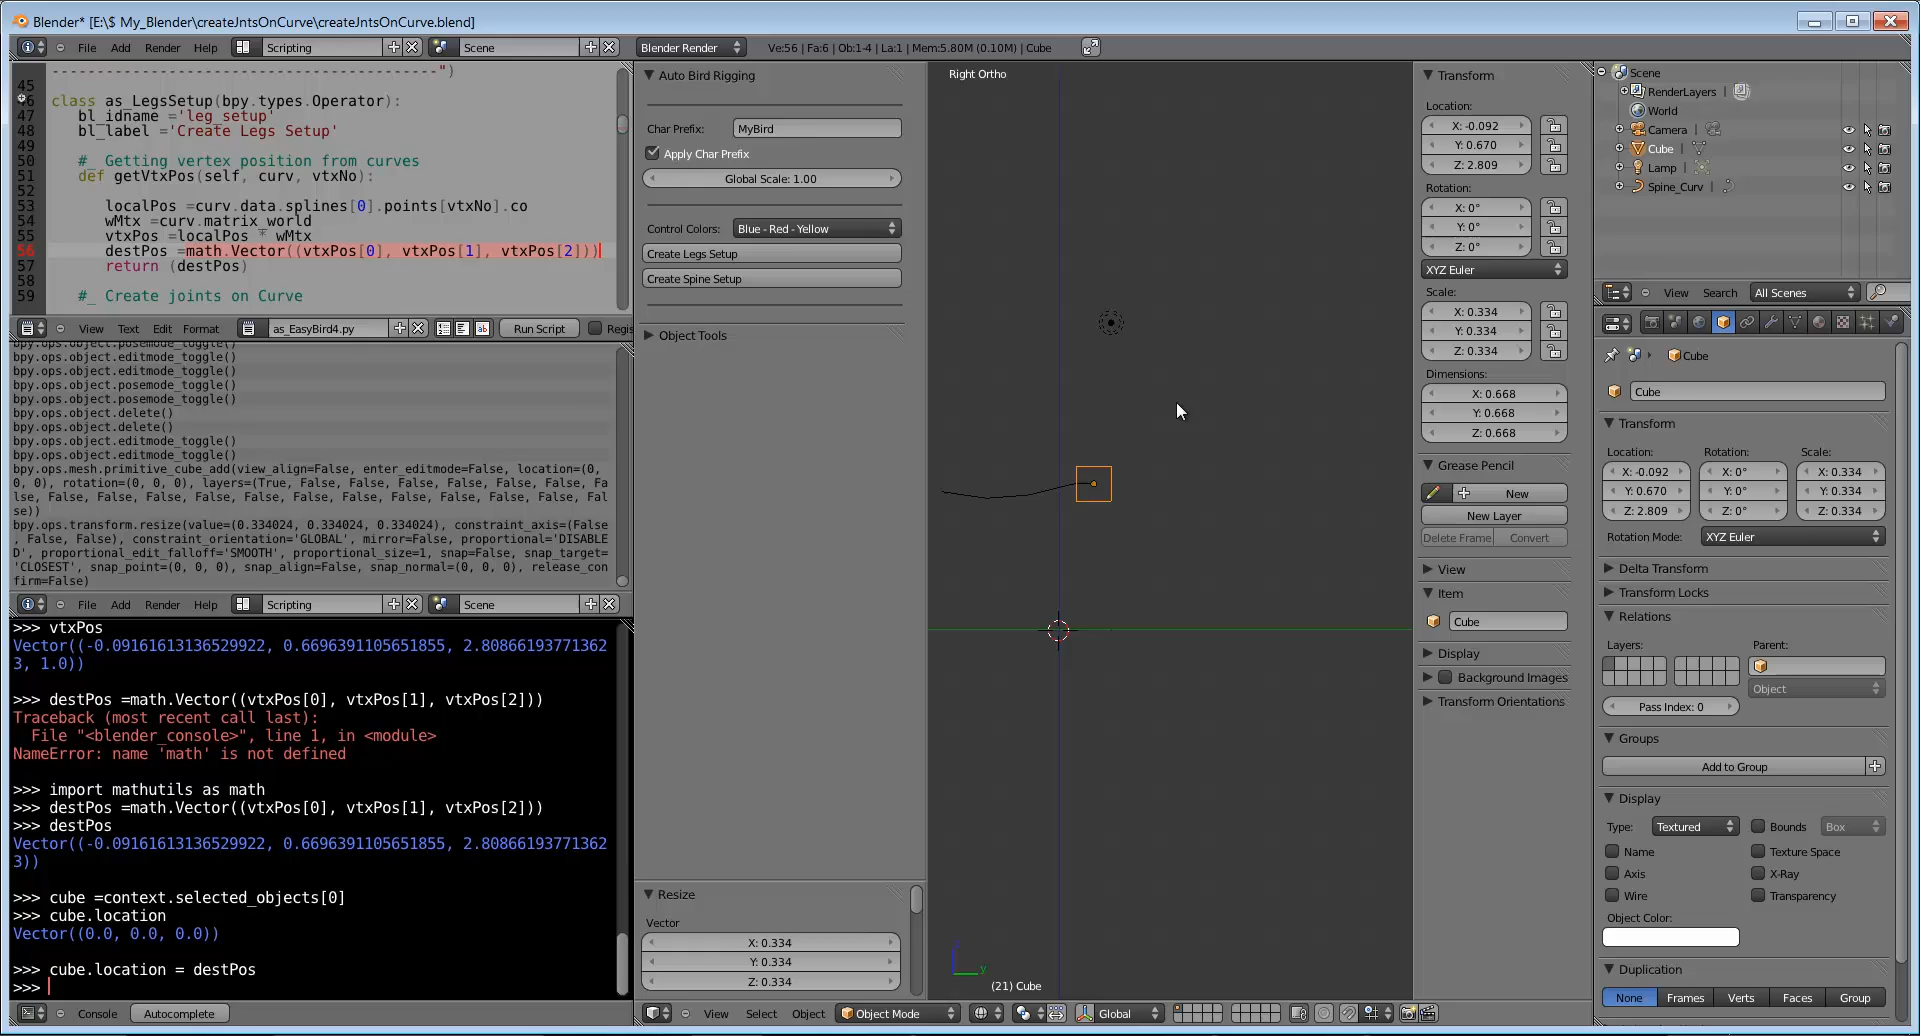 Blender* [E:\$ My_Blender\createJntsOnCurve\createJntsOnCurve.blend]
File Add Render Help Scripting Scene Blender Render Ve:56 | Fa:6 | Ob:1-4 | La:1 | Mem:5.80M (0.10M) | Cube
-------------------------------------------")
45
46 class as_LegsSetup(bpy.types.Operator):
47 bl_idname ='leg_setup'
48 bl_label ='Create Legs Setup'
49
50 #_ Getting vertex position from curves
51 def getVtxPos(self, curv, vtxNo):
52
53 localPos =curv.data.splines[0].points[vtxNo].co
54 wMtx =curv.matrix_world
55 vtxPos =localPos * wMtx
56 destPos =math.Vector((vtxPos[0], vtxPos[1], vtxPos[2]))
57 return (destPos)
58
59 #_ Create joints on Curve
View Text Edit Format as_EasyBird4.py Run Script Regis
bpy.ops.object.posemode_toggle()
bpy.ops.object.editmode_toggle()
bpy.ops.object.posemode_toggle()
bpy.ops.object.editmode_toggle()
bpy.ops.object.posemode_toggle()
bpy.ops.object.delete()
bpy.ops.object.delete()
bpy.ops.object.editmode_toggle()
bpy.ops.object.editmode_toggle()
bpy.ops.mesh.primitive_cube_add(view_align=False, enter_editmode=False, location=(0,
0, 0), rotation=(0, 0, 0), layers=(True, False, False, False, False, False, False, Fa
lse, False, False, False, False, False, False, False, False, False, False, False, Fal
se))
bpy.ops.transform.resize(value=(0.334024, 0.334024, 0.334024), constraint_axis=(False
, False, False), constraint_orientation='GLOBAL', mirror=False, proportional='DISABLE
D', proportional_edit_falloff='SMOOTH', proportional_size=1, snap=False, snap_target=
'CLOSEST', snap_point=(0, 0, 0), snap_align=False, snap_normal=(0, 0, 0), release_con
firm=False)
File Add Render Help Scripting Scene
>>> vtxPos
Vector((-0.09161613136529922, 0.6696391105651855, 2.80866193771362
3, 1.0))
>>> destPos =math.Vector((vtxPos[0], vtxPos[1], vtxPos[2]))
Traceback (most recent call last):
File "<blender_console>", line 1, in <module>
NameError: name 'math' is not defined
>>> import mathutils as math
>>> destPos =math.Vector((vtxPos[0], vtxPos[1], vtxPos[2]))
>>> destPos
Vector((-0.09161613136529922, 0.6696391105651855, 2.80866193771362
3))
>>> cube =context.selected_objects[0]
>>> cube.location
Vector((0.0, 0.0, 0.0))
>>> cube.location = destPos
>>>
Console Autocomplete
Auto Bird Rigging
Char Prefix: MyBird
Apply Char Prefix
Global Scale: 1.00
Control Colors: Blue - Red - Yellow
Create Legs Setup
Create Spine Setup
Object Tools
Resize
Vector
X: 0.334
Y: 0.334
Z: 0.334
Right Ortho
z
y
(21) Cube
View Select Object Object Mode Global
Transform
Location:
X: -0.092
Y: 0.670
Z: 2.809
Rotation:
X: 0°
Y: 0°
Z: 0°
XYZ Euler
Scale:
X: 0.334
Y: 0.334
Z: 0.334
Dimensions:
X: 0.668
Y: 0.668
Z: 0.668
Grease Pencil
New
New Layer
Delete Frame Convert
View
Item
Cube
Display
Background Images
Transform Orientations
Scene
RenderLayers
World
Camera
Cube
Lamp
Spine_Curv
View Search All Scenes
Cube
Cube
Transform
Location: Rotation: Scale:
X: -0.092 X: 0° X: 0.334
Y: 0.670 Y: 0° Y: 0.334
Z: 2.809 Z: 0° Z: 0.334
Rotation Mode: XYZ Euler
Delta Transform
Transform Locks
Relations
Layers: Parent:
Object
Pass Index: 0
Groups
Add to Group
Display
Type: Textured Bounds Box
Name Texture Space
Axis X-Ray
Wire Transparency
Object Color:
Duplication
None Frames Verts Faces Group